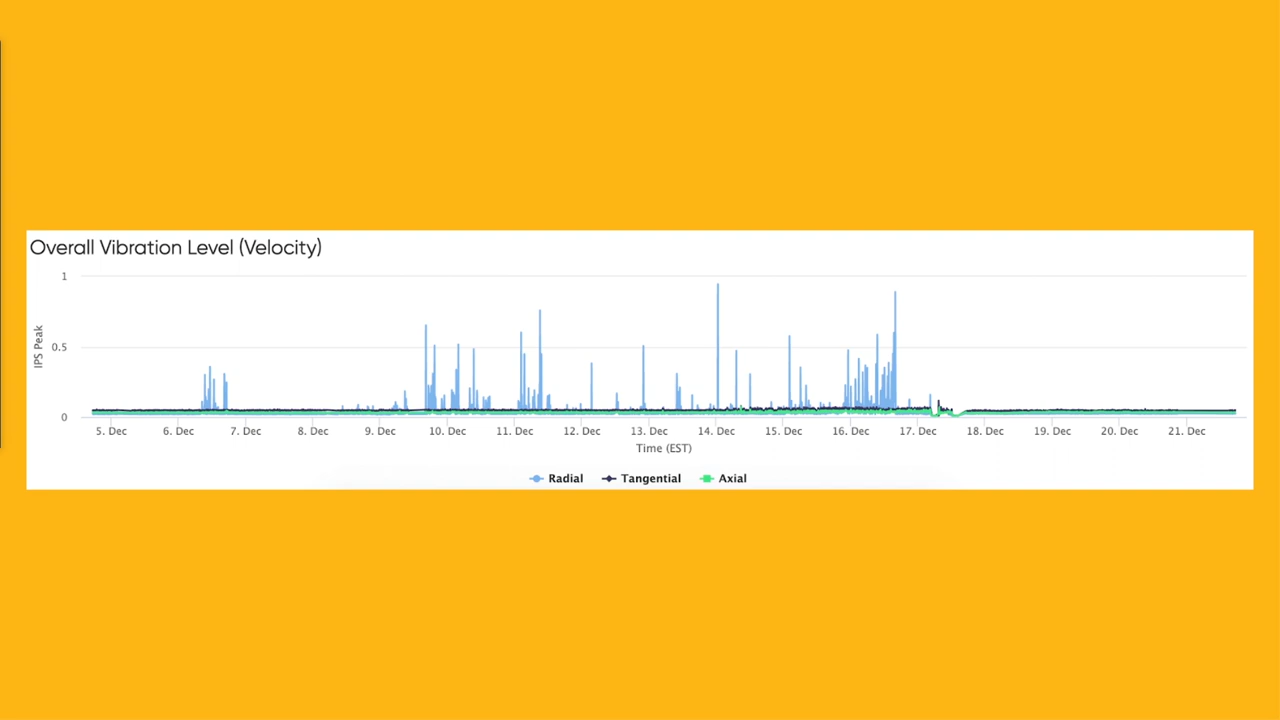 Overall Vibration Level (Velocity)
1
0.5
0
IPS Peak
5. Dec 6. Dec 7. Dec 8. Dec 9. Dec 10. Dec 11. Dec 12. Dec 13. Dec 14. Dec 15. Dec 16. Dec 17. Dec 18. Dec 19. Dec 20. Dec 21. Dec
Time (EST)
Radial Tangential Axial